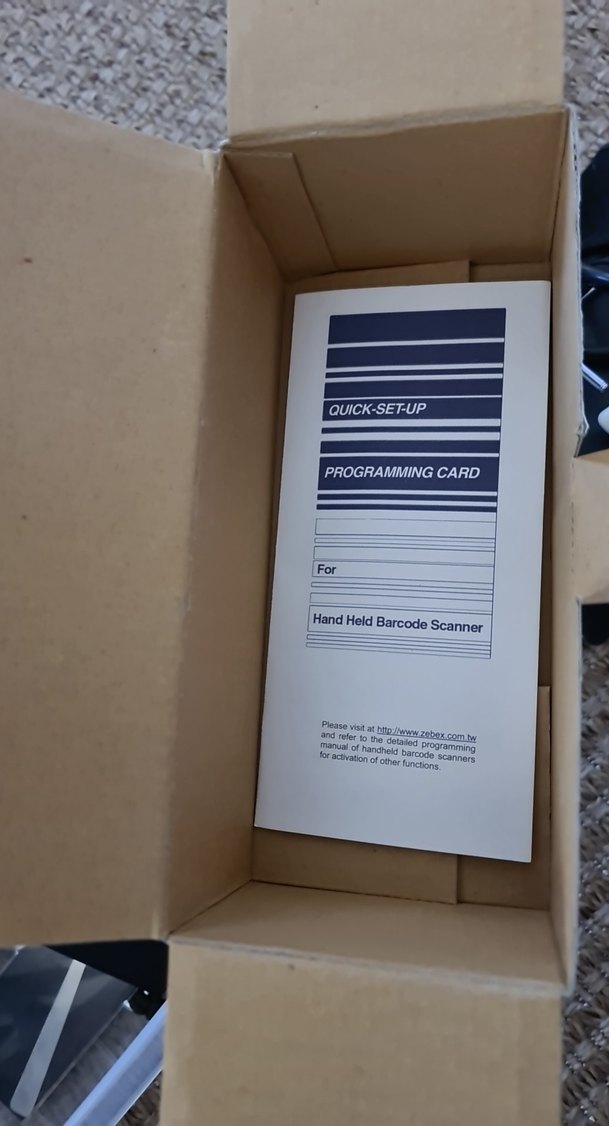 QUICK-SET-UP
PROGRAMMING CARD
For
Hand Held Barcode Scanner
Please visit at http://www.zebex.com.tw
and refer to the detailed programming
manual of handheld barcode scanners
for activation of other functions.